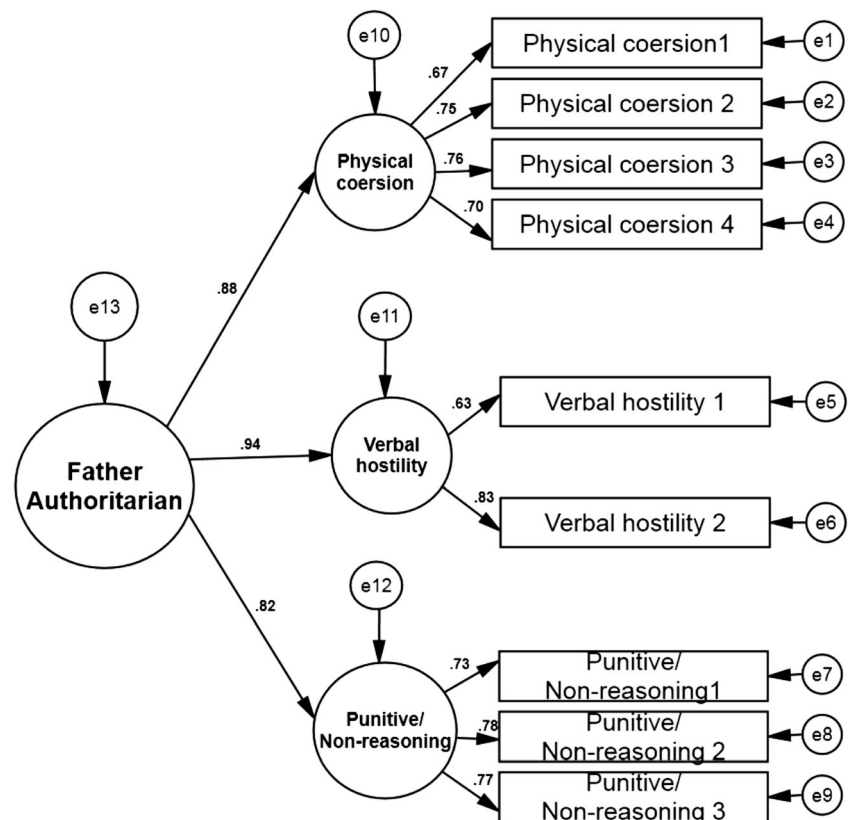 e10
Physical coersion1
e1
.67
.75
Physical coersion 2
e2
Physical
coersion
.76
Physical coersion 3
e3
.70
Physical coersion 4
e4
.88
e13
e11
.63
Verbal hostility 1
e5
Father
Authoritarian
.94
Verbal
hostility
.83
Verbal hostility 2
e6
e12
.82
.73
Punitive/
Non-reasoning1
e7
Punitive/
Non-reasoning
.78
Punitive/
Non-reasoning 2
e8
.77
Punitive/
Non-reasoning 3
e9